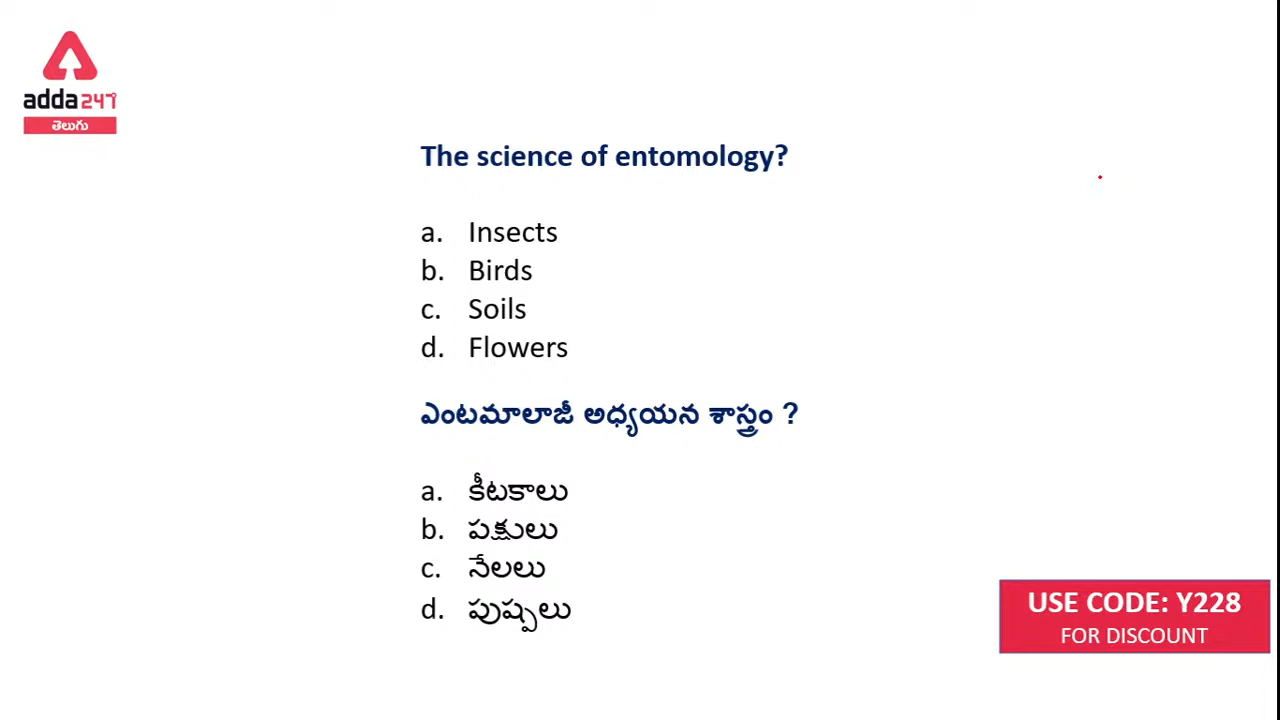 adda247
తెలుగు
The science of entomology?
a. Insects
b. Birds
c. Soils
d. Flowers
ఎంటమాలాజీ అధ్యయన శాస్త్రం ?
a. కీటకాలు
b. పక్షులు
c. నేలలు
d. పుష్పలు
USE CODE: Y228
FOR DISCOUNT